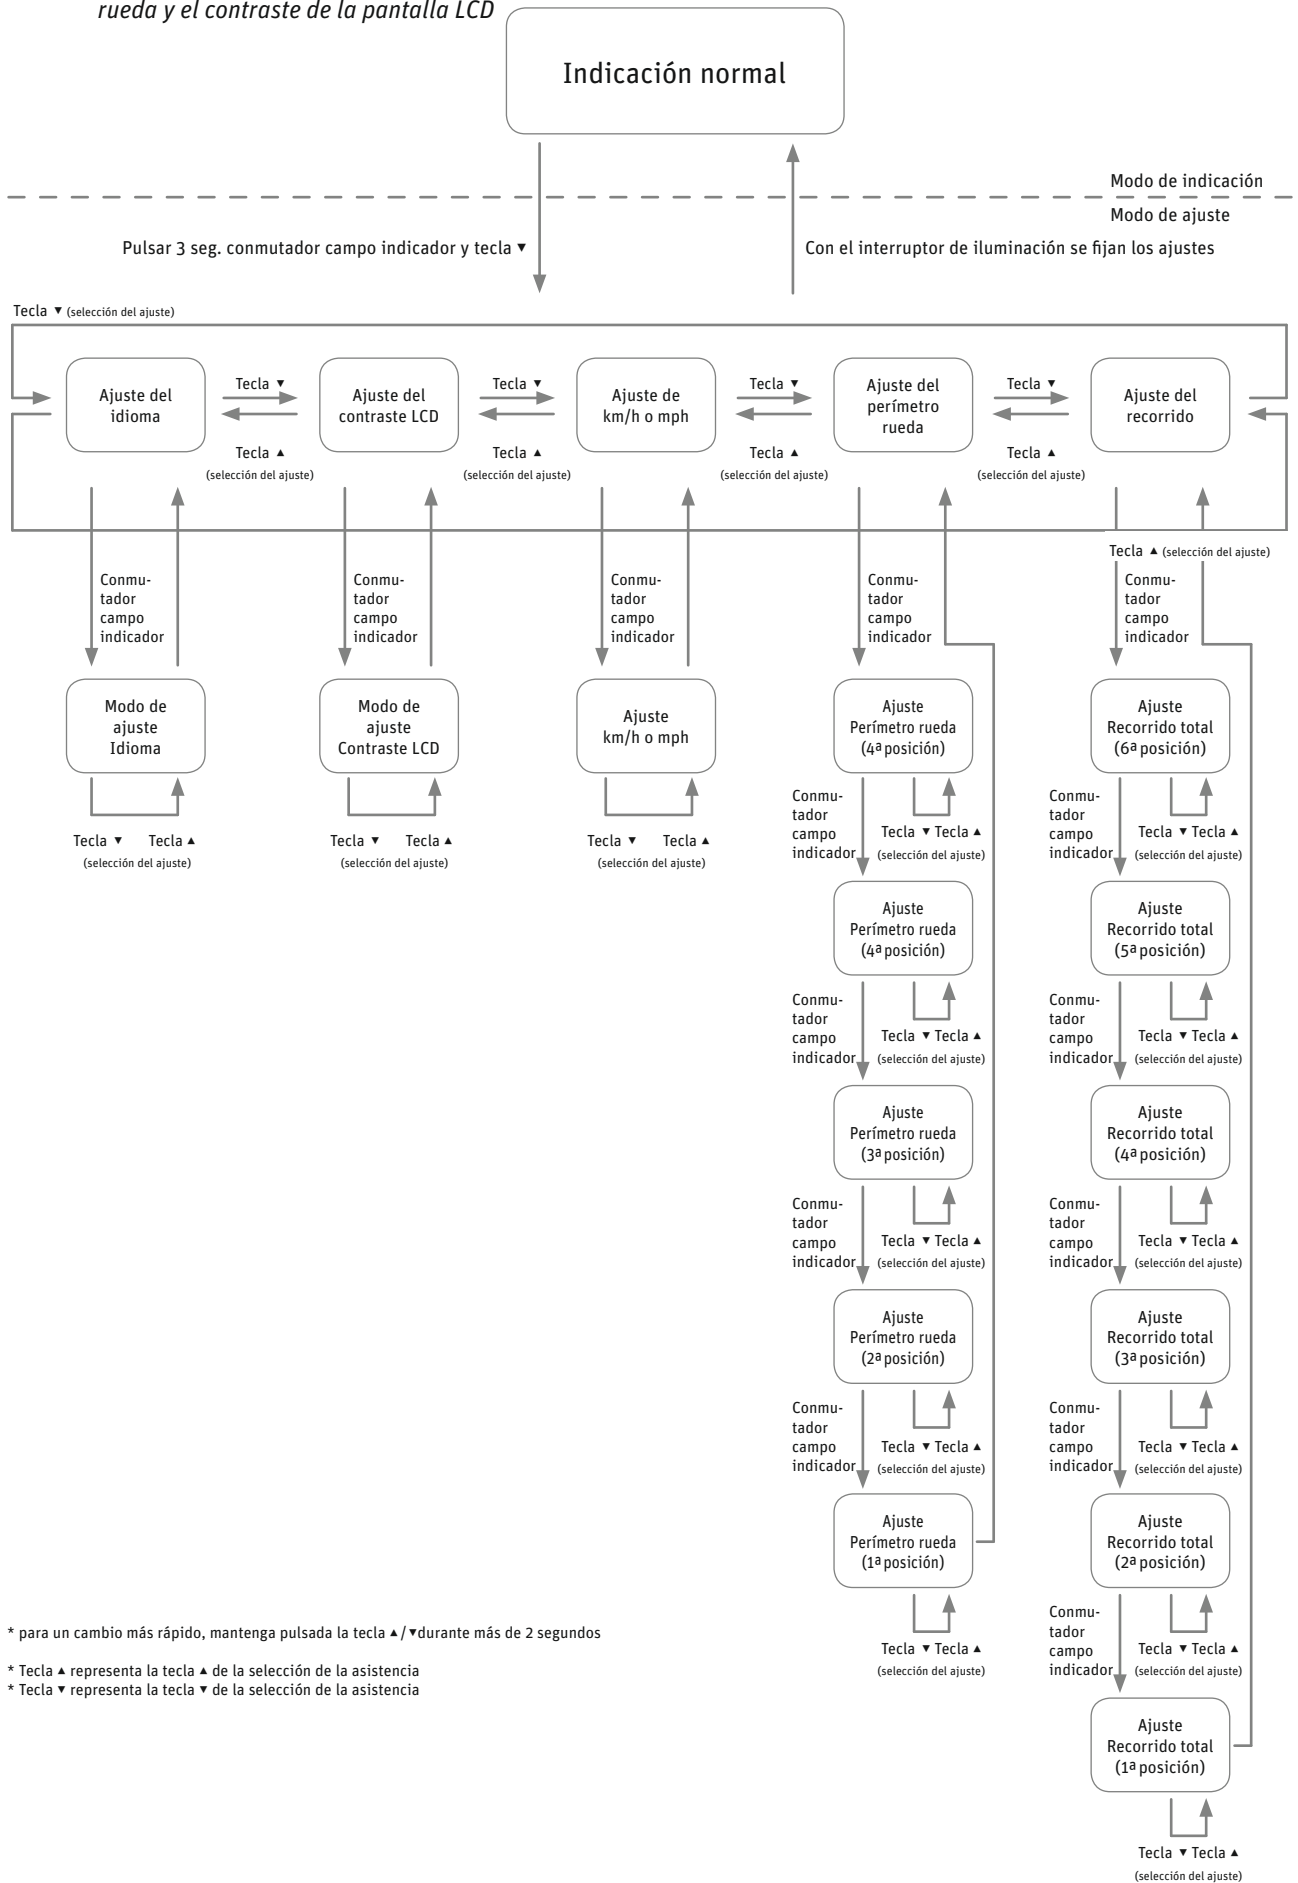 rueda y el contraste de la pantalla LCD
Indicación normal
Modo de indicación
Modo de ajuste
Pulsar 3 seg. conmutador campo indicador y tecla ▼
Con el interruptor de iluminación se fijan los ajustes
Tecla ▼ (selección del ajuste)
Ajuste del
idioma
Tecla ▼
Tecla ▲
(selección del ajuste)
Ajuste del
contraste LCD
Tecla ▼
Tecla ▲
(selección del ajuste)
Ajuste de
km/h o mph
Tecla ▼
Tecla ▲
(selección del ajuste)
Ajuste del
perímetro
rueda
Tecla ▼
Tecla ▲
(selección del ajuste)
Ajuste del
recorrido
Tecla ▲ (selección del ajuste)
Conmu-
tador
campo
indicador
Modo de
ajuste
Idioma
Tecla ▼ Tecla ▲
(selección del ajuste)
Conmu-
tador
campo
indicador
Modo de
ajuste
Contraste LCD
Tecla ▼ Tecla ▲
(selección del ajuste)
Conmu-
tador
campo
indicador
Ajuste
km/h o mph
Tecla ▼ Tecla ▲
(selección del ajuste)
Conmu-
tador
campo
indicador
Ajuste
Perímetro rueda
(4ª posición)
Conmu-
tador
campo
indicador
Tecla ▼ Tecla ▲
(selección del ajuste)
Ajuste
Perímetro rueda
(4ª posición)
Conmu-
tador
campo
indicador
Tecla ▼ Tecla ▲
(selección del ajuste)
Ajuste
Perímetro rueda
(3ª posición)
Conmu-
tador
campo
indicador
Tecla ▼ Tecla ▲
(selección del ajuste)
Ajuste
Perímetro rueda
(2ª posición)
Conmu-
tador
campo
indicador
Tecla ▼ Tecla ▲
(selección del ajuste)
Ajuste
Perímetro rueda
(1ª posición)
Tecla ▼ Tecla ▲
(selección del ajuste)
Conmu-
tador
campo
indicador
Ajuste
Recorrido total
(6ª posición)
Conmu-
tador
campo
indicador
Tecla ▼ Tecla ▲
(selección del ajuste)
Ajuste
Recorrido total
(5ª posición)
Conmu-
tador
campo
indicador
Tecla ▼ Tecla ▲
(selección del ajuste)
Ajuste
Recorrido total
(4ª posición)
Conmu-
tador
campo
indicador
Tecla ▼ Tecla ▲
(selección del ajuste)
Ajuste
Recorrido total
(3ª posición)
Conmu-
tador
campo
indicador
Tecla ▼ Tecla ▲
(selección del ajuste)
Ajuste
Recorrido total
(2ª posición)
Conmu-
tador
campo
indicador
Tecla ▼ Tecla ▲
(selección del ajuste)
Ajuste
Recorrido total
(1ª posición)
Tecla ▼ Tecla ▲
(selección del ajuste)
* para un cambio más rápido, mantenga pulsada la tecla ▲/▼durante más de 2 segundos
* Tecla ▲ representa la tecla ▲ de la selección de la asistencia
* Tecla ▼ representa la tecla ▼ de la selección de la asistencia